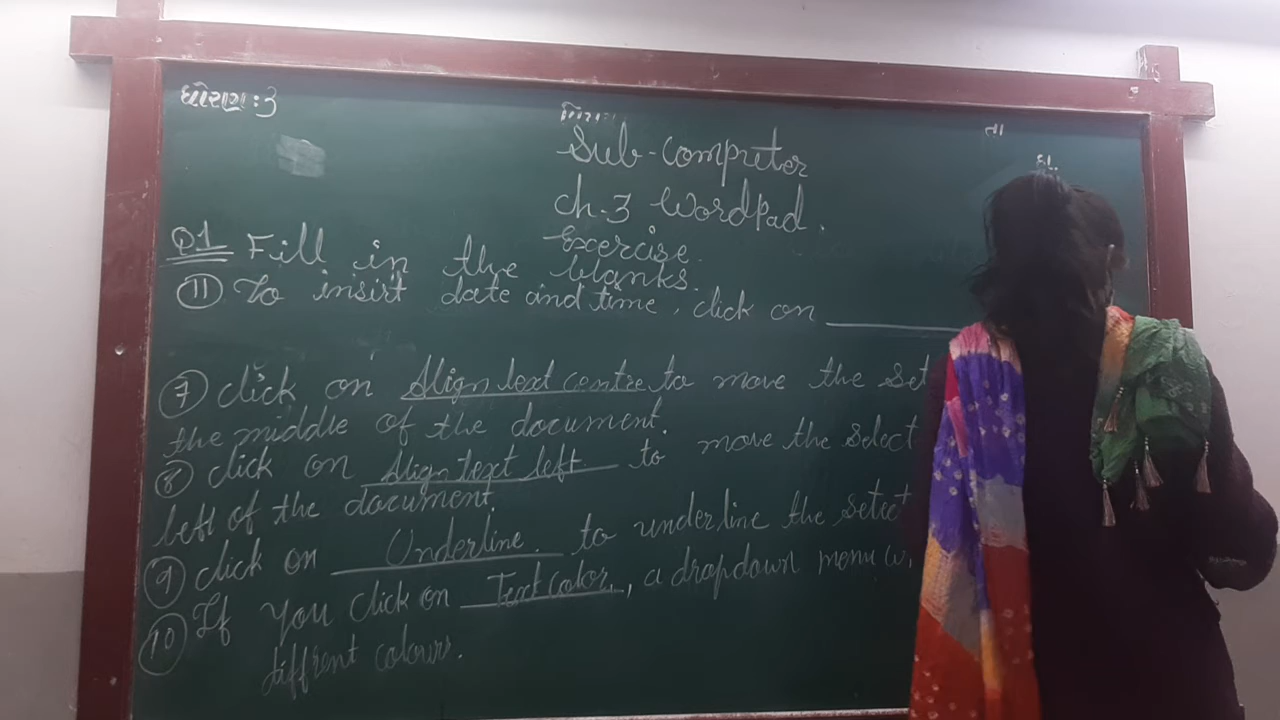 ધોરણ : 3
તા
Sub-Computer
Ch-3 WordPad.
Exercise.
Q1 Fill in the blanks.
11 To insirt date and time, click on ______
7 click on Align text centre to move the
the middle of the document.
8 click on Align text left to move the select
left of the document.
9 click on Underline. to underline the select
10 If you click on Text color, a dropdown menu
diffrent colours.